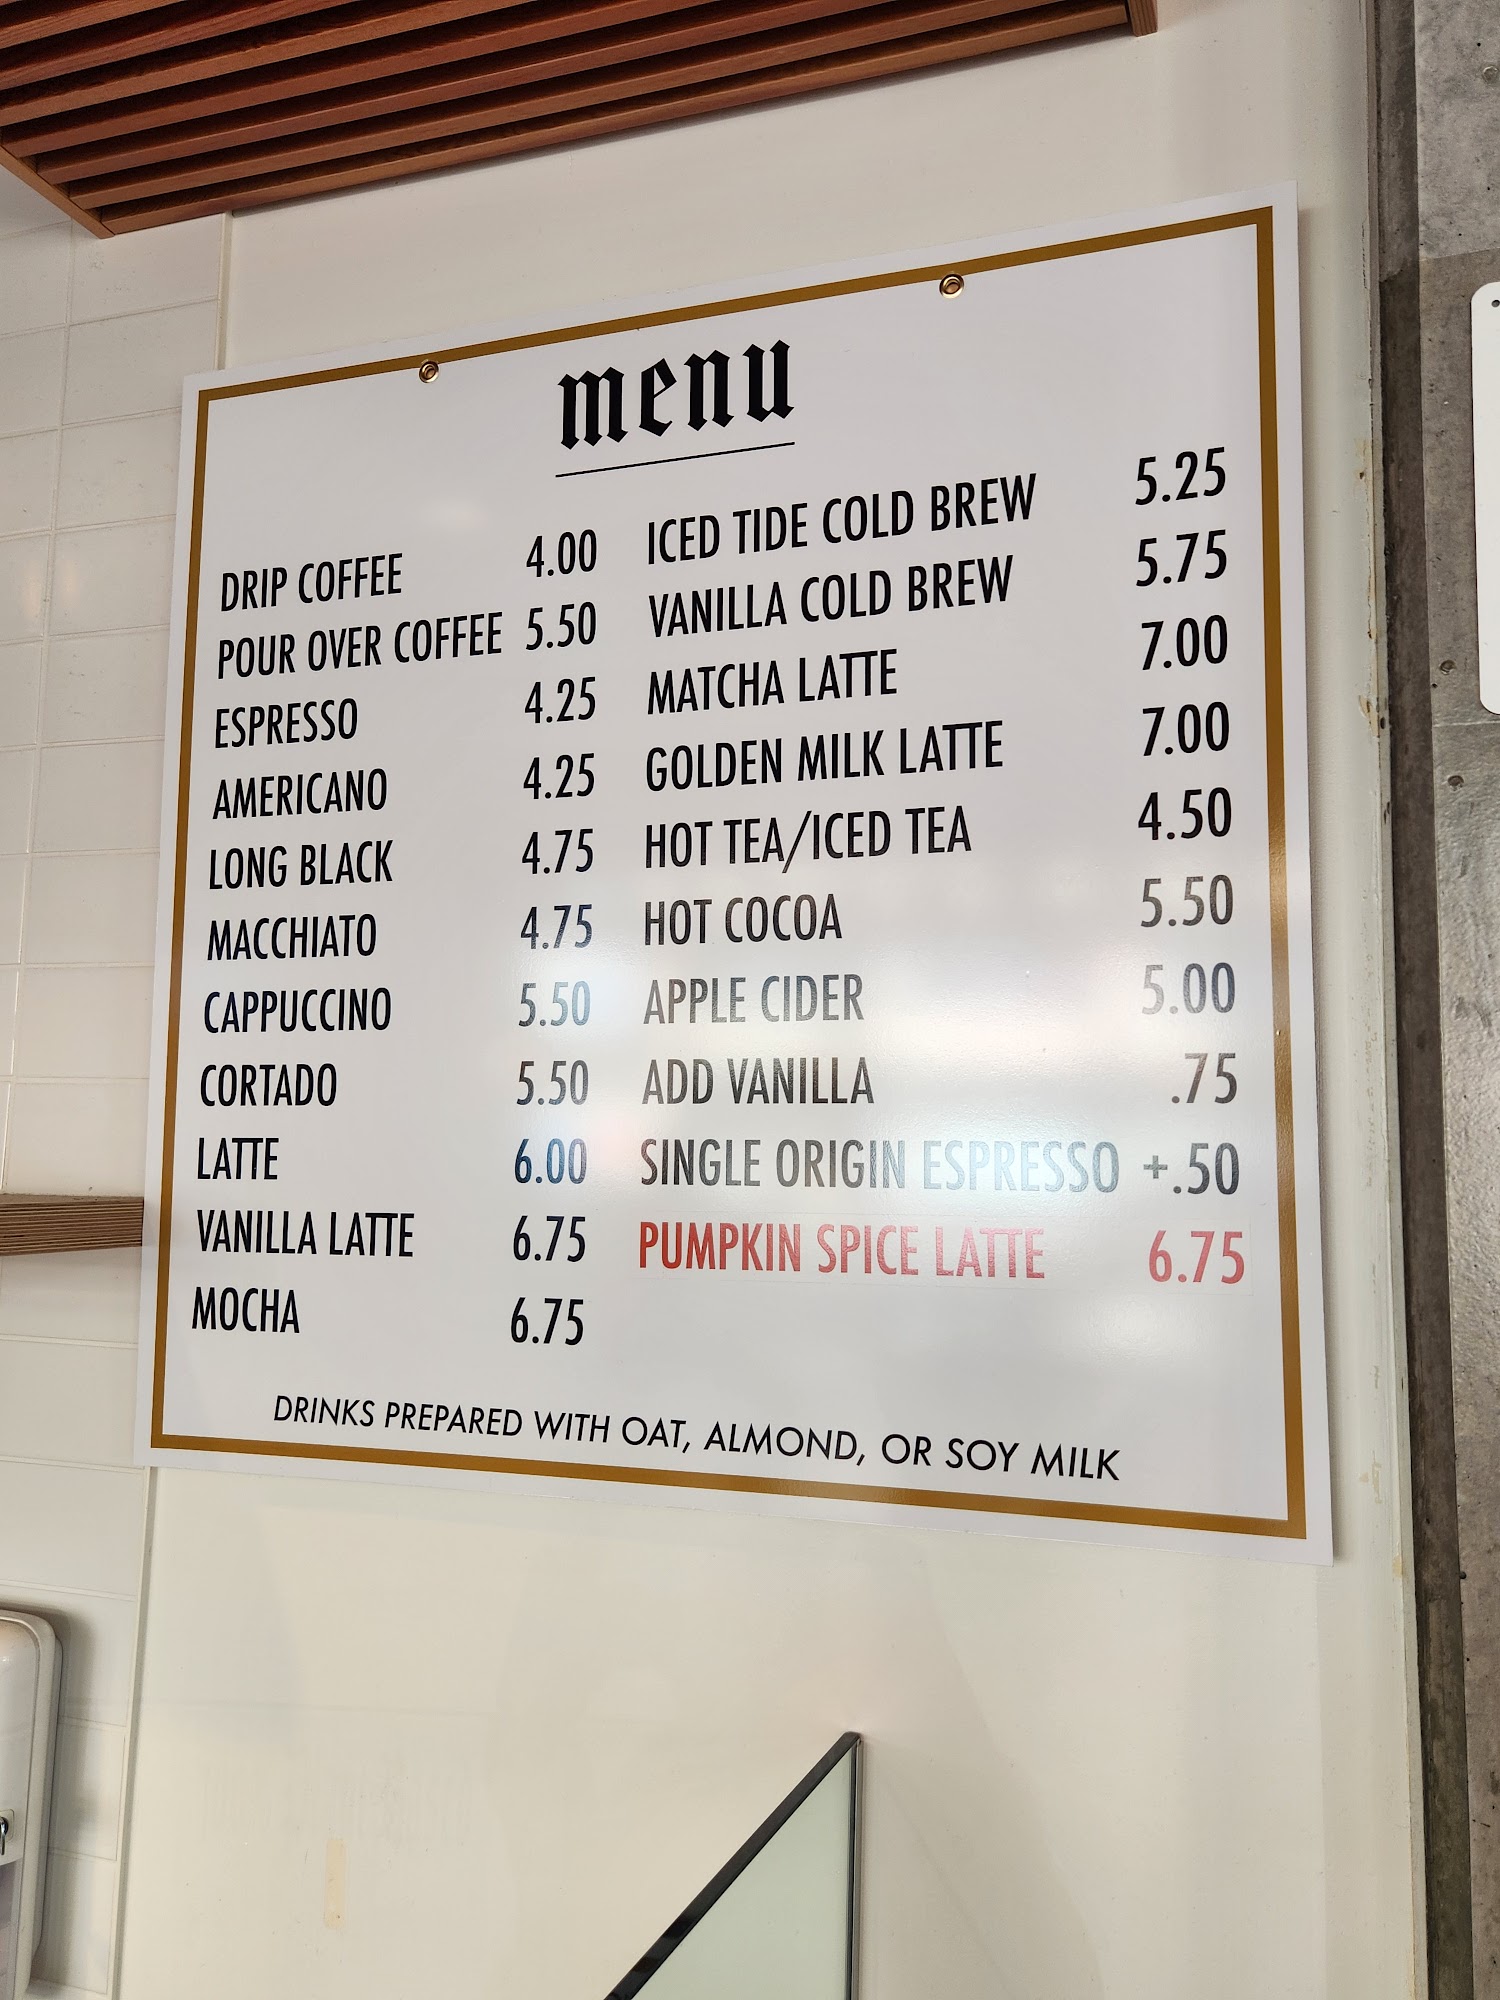 menu
DRIP COFFEE 4.00
POUR OVER COFFEE 5.50
ESPRESSO 4.25
AMERICANO 4.25
LONG BLACK 4.75
MACCHIATO 4.75
CAPPUCCINO 5.50
CORTADO 5.50
LATTE 6.00
VANILLA LATTE 6.75
MOCHA 6.75
ICED TIDE COLD BREW 5.25
VANILLA COLD BREW 5.75
MATCHA LATTE 7.00
GOLDEN MILK LATTE 7.00
HOT TEA/ICED TEA 4.50
HOT COCOA 5.50
APPLE CIDER 5.00
ADD VANILLA .75
SINGLE ORIGIN ESPRESSO +.50
PUMPKIN SPICE LATTE 6.75
DRINKS PREPARED WITH OAT, ALMOND, OR SOY MILK